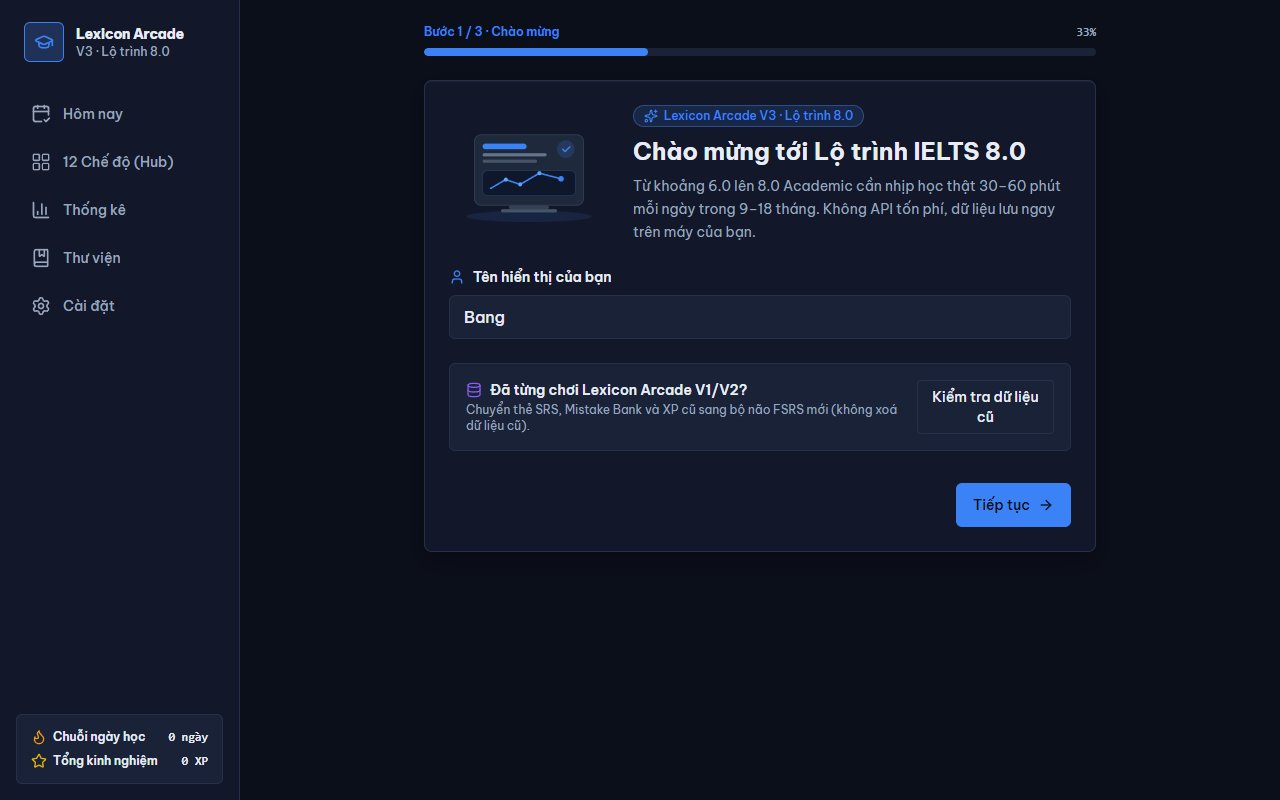 Lexicon Arcade
V3 · Lộ trình 8.0
Hôm nay
12 Chế độ (Hub)
Thống kê
Thư viện
Cài đặt
Chuỗi ngày học 0 ngày
Tổng kinh nghiệm 0 XP
Bước 1 / 3 · Chào mừng 33%
Lexicon Arcade V3 · Lộ trình 8.0
Chào mừng tới Lộ trình IELTS 8.0
Từ khoảng 6.0 lên 8.0 Academic cần nhịp học thật 30–60 phút
mỗi ngày trong 9–18 tháng. Không API tốn phí, dữ liệu lưu ngay
trên máy của bạn.
Tên hiển thị của bạn
Bang
Đã từng chơi Lexicon Arcade V1/V2?
Chuyển thẻ SRS, Mistake Bank và XP cũ sang bộ não FSRS mới (không xoá
dữ liệu cũ).
Kiểm tra dữ liệu
cũ
Tiếp tục